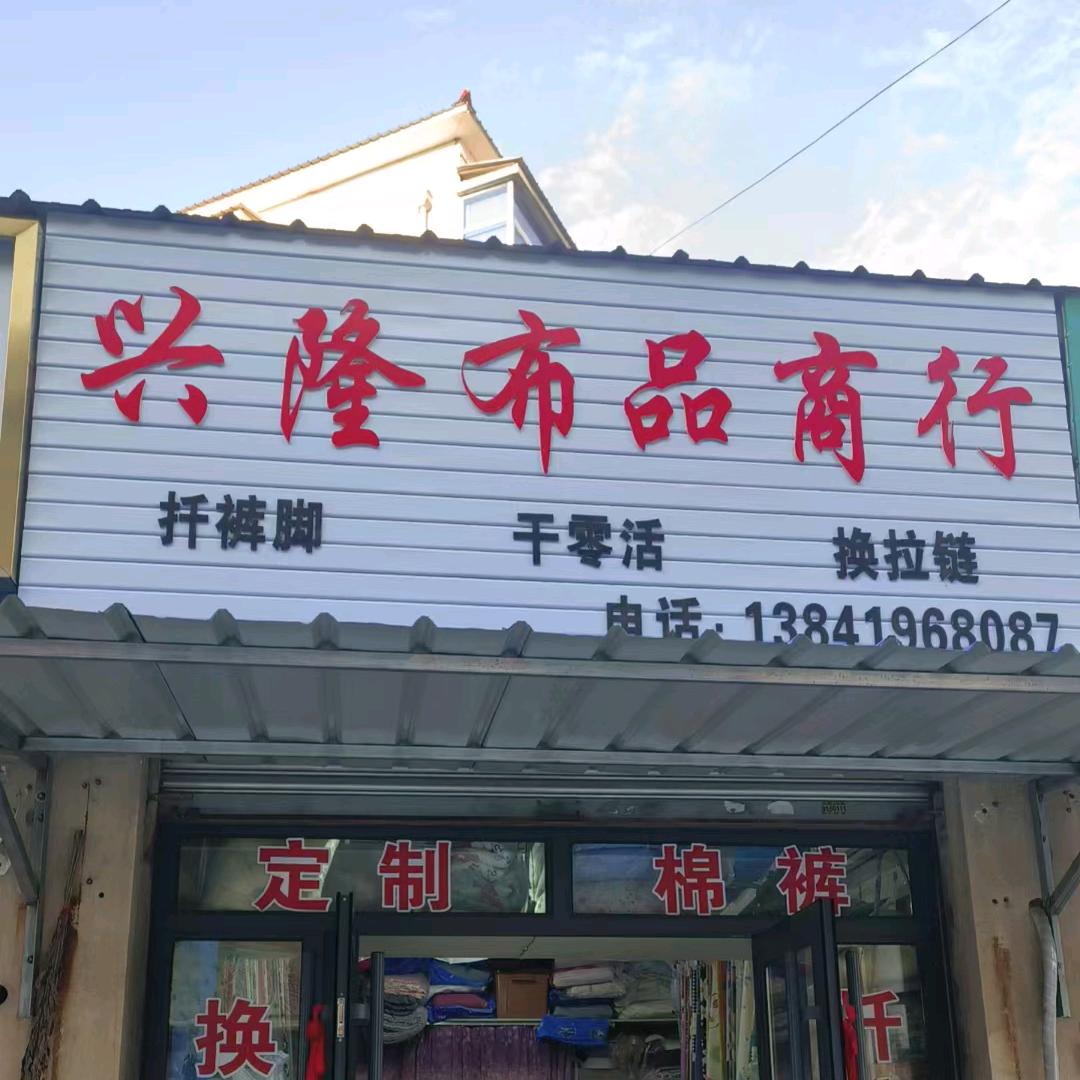 兴隆布品商行
扦裤脚 干零活 换拉链
电话：13841968087
定制 棉裤
换 扦